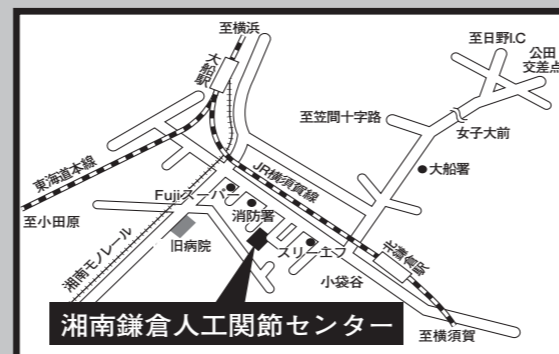 至横浜
大船駅
至日野I.C
公田
交差点
至笠間十字路
女子大前
大船署
東海道本線
JR横須賀線
Fujiスーパー
消防署
至小田原
旧病院
スリーエフ
北鎌倉駅
湘南モノレール
小袋谷
湘南鎌倉人工関節センター
至横須賀